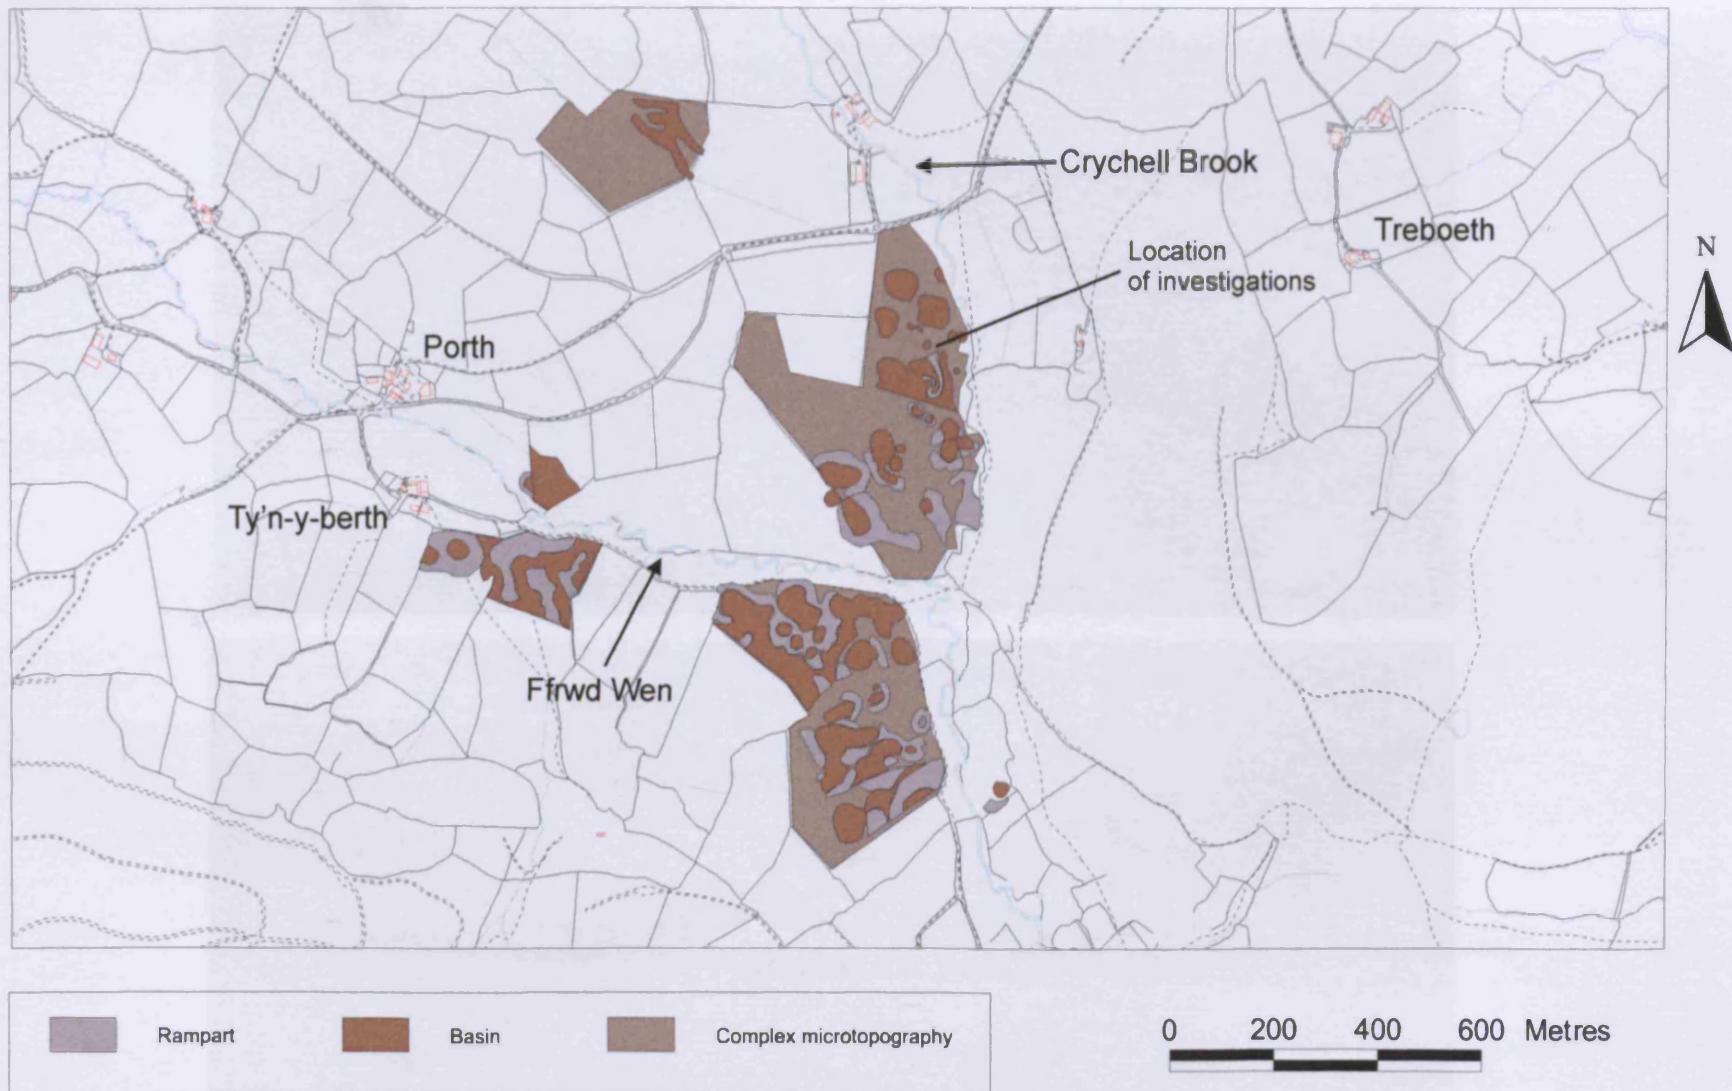 Crychell Brook
Treboeth
N
Location
of investigations
Porth
Ty'n-y-berth
Ffrwd Wen
Rampart
Basin
Complex microtopography
0 200 400 600 Metres